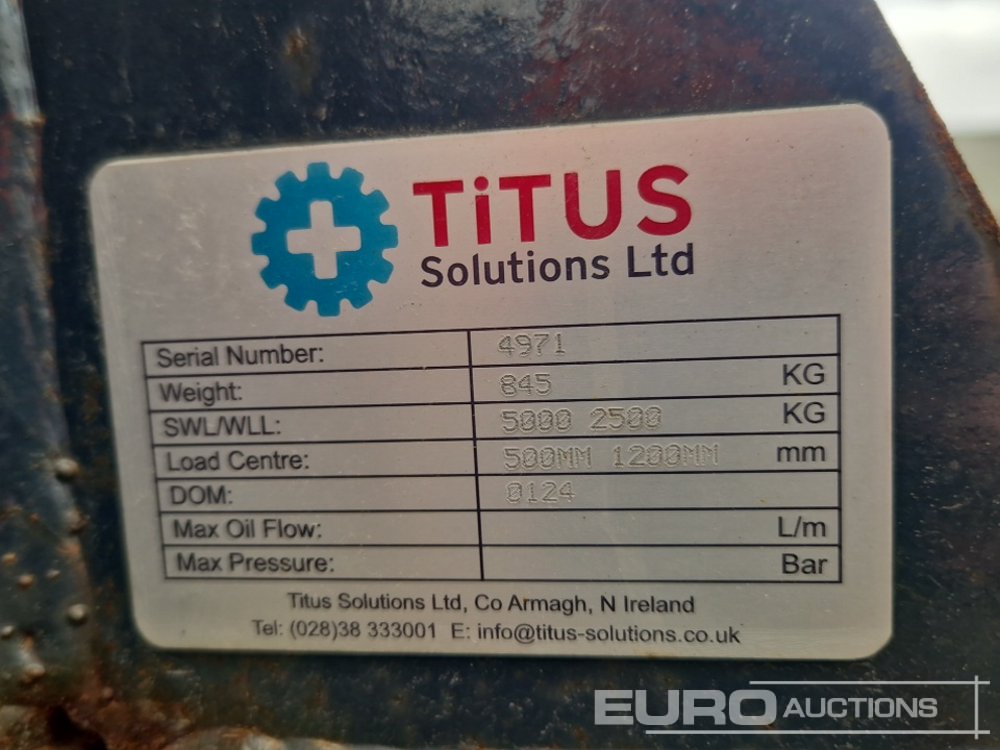 TiTUS
Solutions Ltd
Serial Number: 4971
Weight: 845 KG
SWL/WLL: 5000 2500 KG
Load Centre: 500MM 1200MM mm
DOM: 0124
Max Oil Flow: L/m
Max Pressure: Bar
Titus Solutions Ltd, Co Armagh, N Ireland
Tel: (028)38 333001 E: info@titus-solutions.co.uk
EURO AUCTIONS